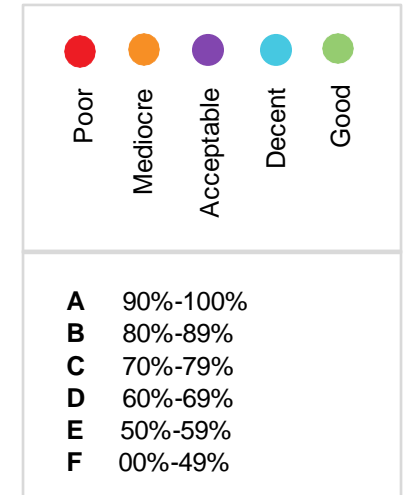 Poor
Mediocre
Acceptable
Decent
Good
A 90%-100%
B 80%-89%
C 70%-79%
D 60%-69%
E 50%-59%
F 00%-49%